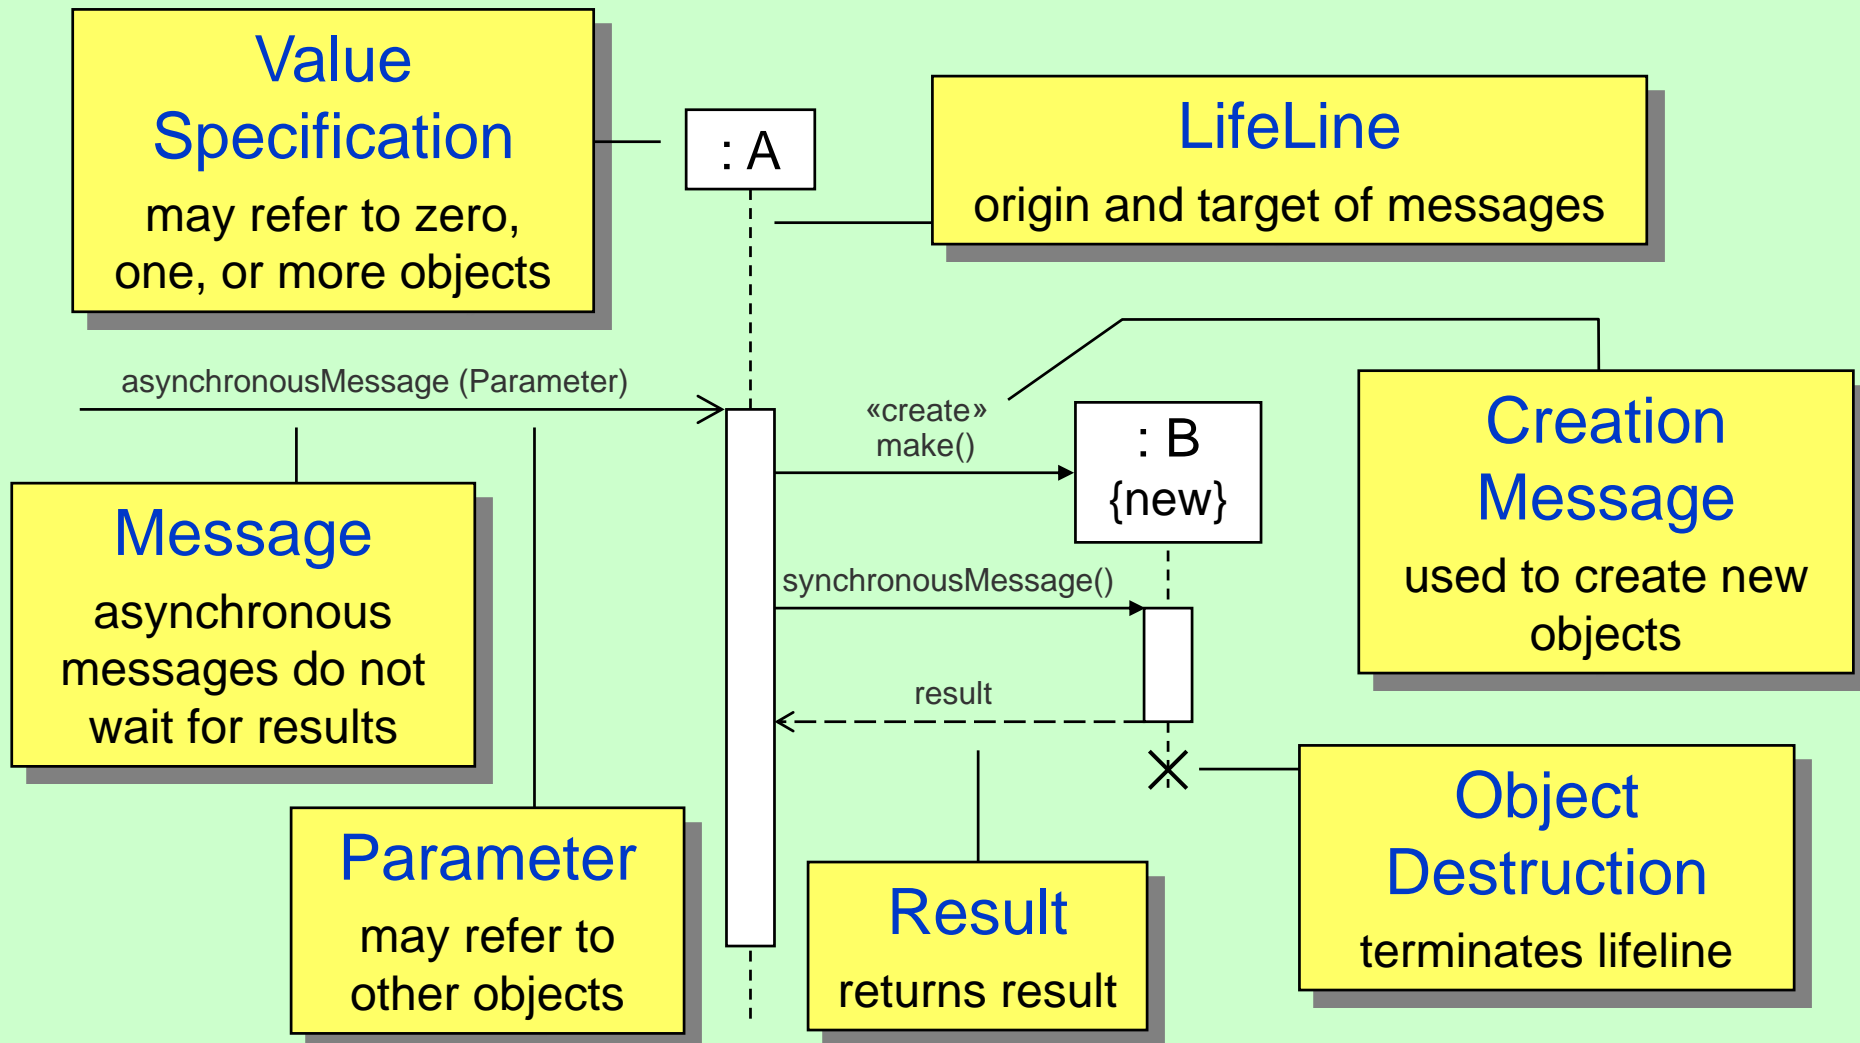 Value
Specification
may refer to zero,
one, or more objects
: A
LifeLine
origin and target of messages
asynchronousMessage (Parameter)
«create»
make()
: B
{new}
Creation
Message
used to create new
objects
Message
asynchronous
messages do not
wait for results
synchronousMessage()
result
Parameter
may refer to
other objects
Result
returns result
Object
Destruction
terminates lifeline